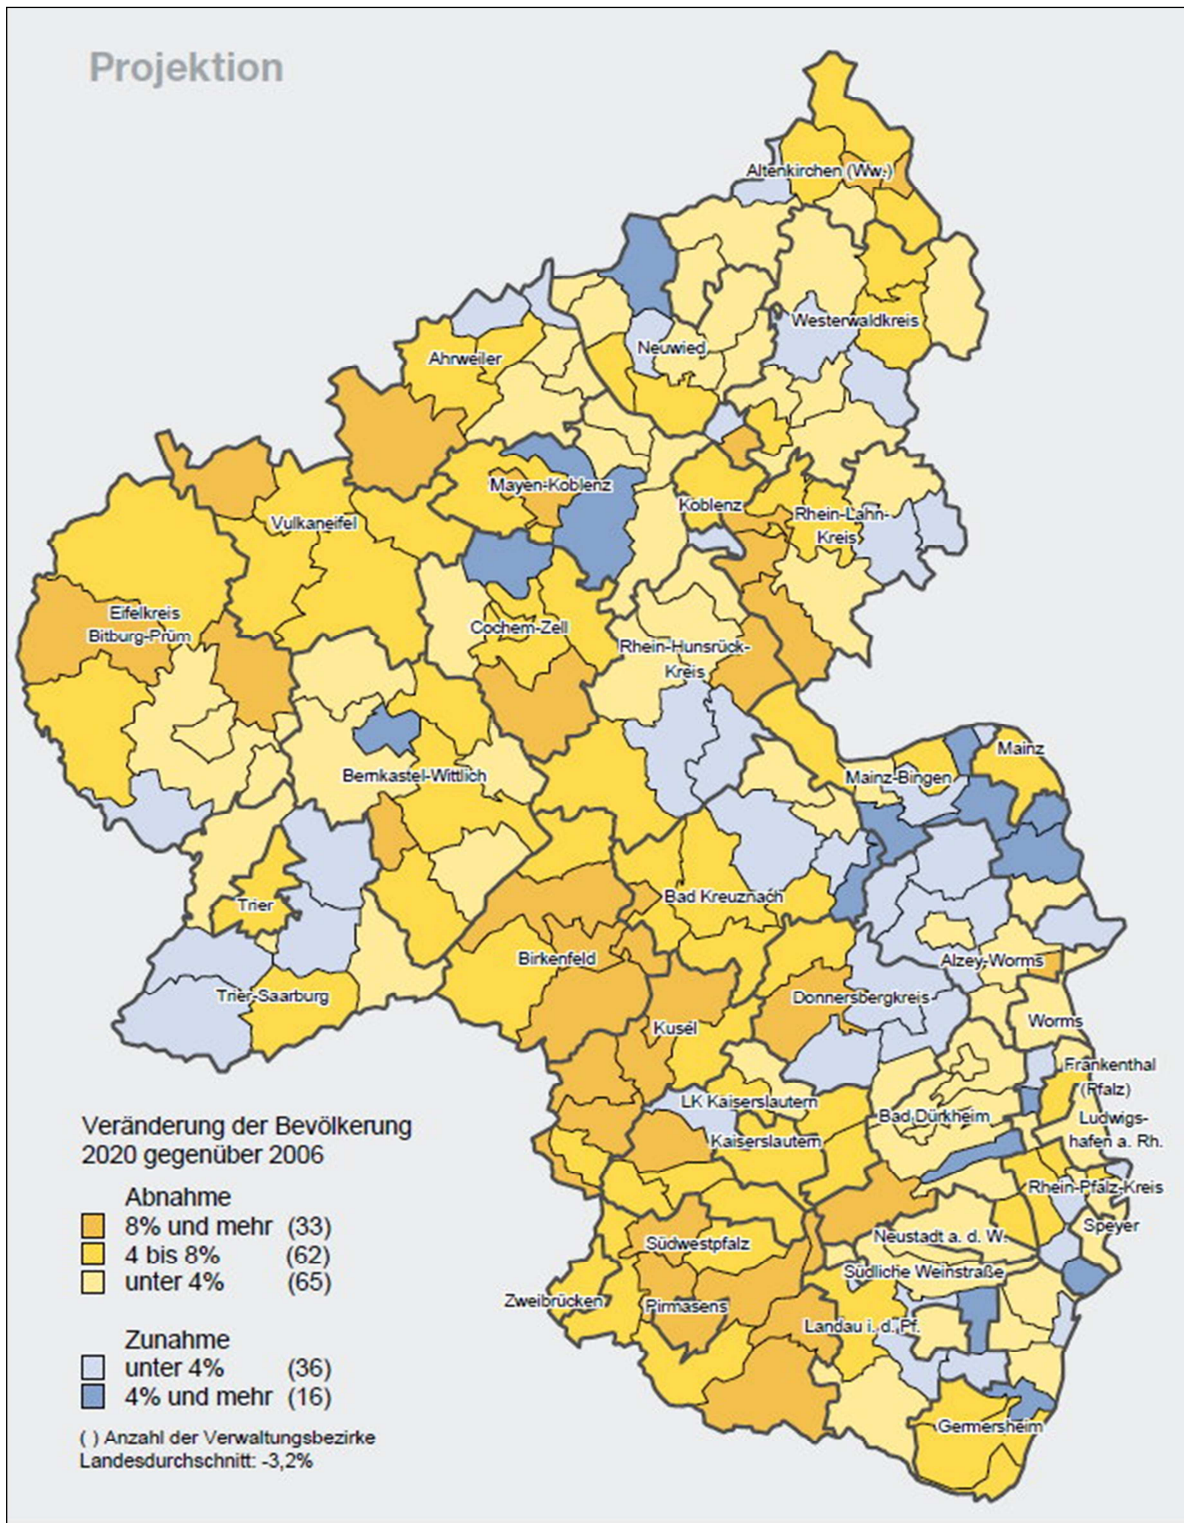 Projektion
Altenkirchen (Ww.)
Westerwaldkreis
Neuwied
Ahrweiler
Mayen-Koblenz
Koblenz
Rhein-Lahn-
Kreis
Vulkaneifel
Eifelkreis
Bitburg-Prüm
Cochem-Zell
Rhein-Hunsrück-
Kreis
Mainz
Mainz-Bingen
Bernkastel-Wittlich
Bad Kreuznach
Trier
Birkenfeld
Alzey-Worms
Trier-Saarburg
Donnersbergkreis
Kusel
Worms
Frankenthal
(Pfalz)
LK Kaiserslautern
Bad Dürkheim
Ludwigs-
hafen a. Rh.
Kaiserslautern
Rhein-Pfalz-Kreis
Speyer
Neustadt a. d. W.
Südwestpfalz
Südliche Weinstraße
Zweibrücken
Pirmasens
Landau i. d. Pf.
Germersheim
Veränderung der Bevölkerung
2020 gegenüber 2006
Abnahme
8% und mehr (33)
4 bis 8% (62)
unter 4% (65)
Zunahme
unter 4% (36)
4% und mehr (16)
( ) Anzahl der Verwaltungsbezirke
Landesdurchschnitt: -3,2%